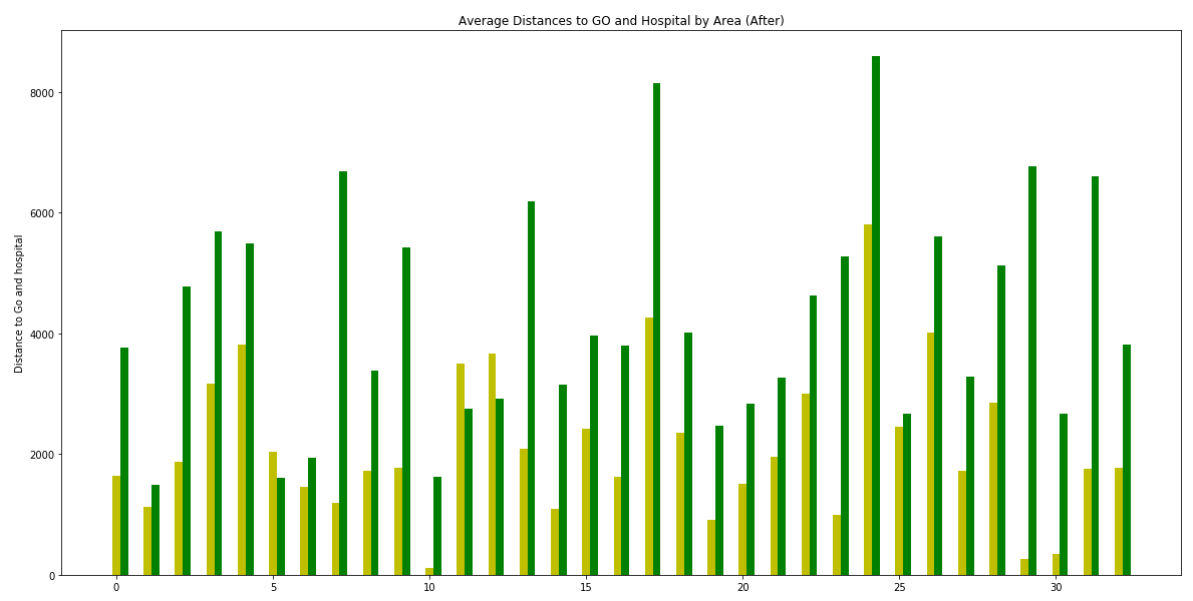 Average Distances to GO and Hospital by Area (After)
Distance to Go and hospital
8000
6000
4000
2000
0
0 5 10 15 20 25 30